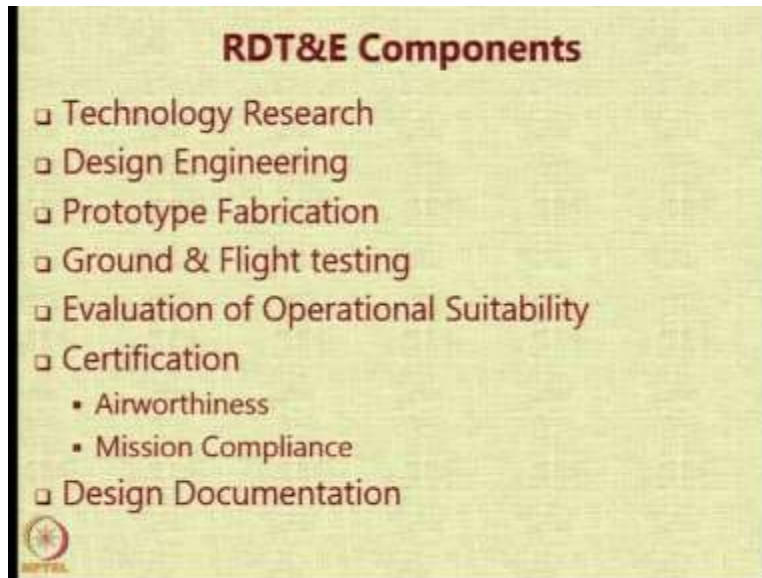 RDT&E Components
Technology Research
Design Engineering
Prototype Fabrication
Ground & Flight testing
Evaluation of Operational Suitability
Certification
Airworthiness
Mission Compliance
Design Documentation
NPTEL